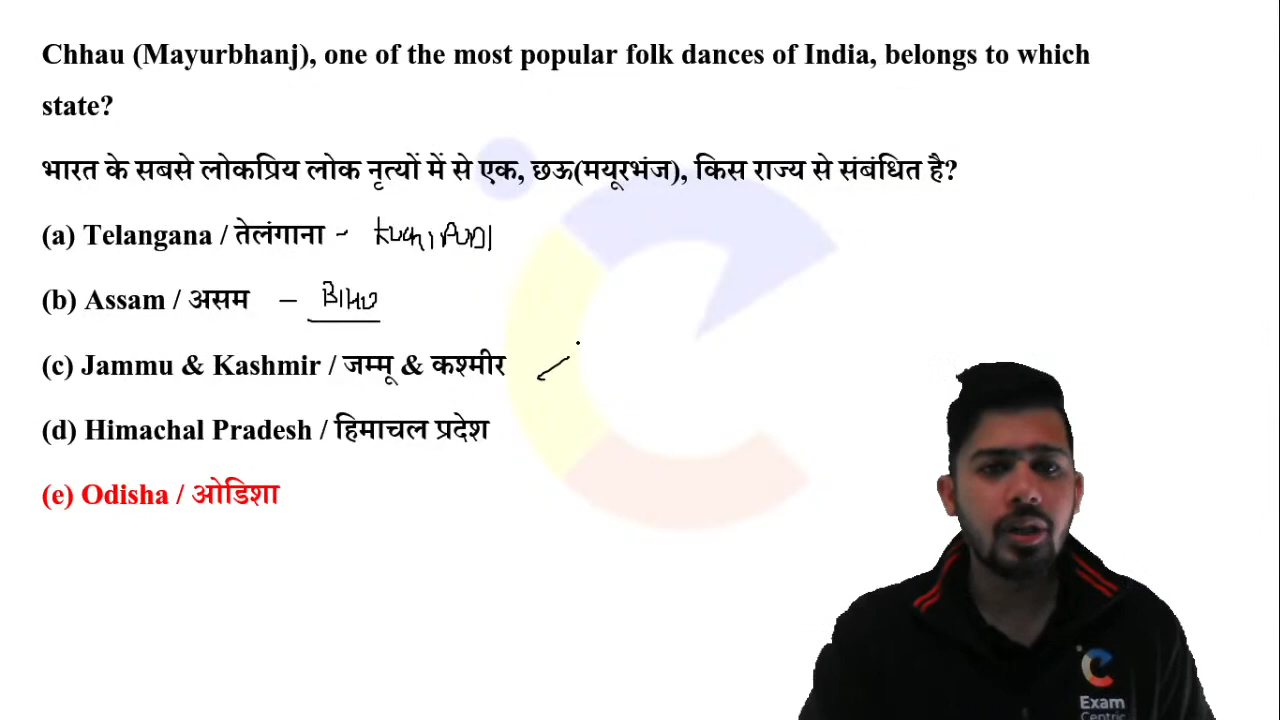 Chhau (Mayurbhanj), one of the most popular folk dances of India, belongs to which
state?
भारत के सबसे लोकप्रिय लोक नृत्यों में से एक, छऊ(मयूरभंज), किस राज्य से संबंधित है?
(a) Telangana / तेलंगाना - kuchipudi
(b) Assam / असम - BIHU
(c) Jammu & Kashmir / जम्मू & कश्मीर
(d) Himachal Pradesh / हिमाचल प्रदेश
(e) Odisha / ओडिशा
Exam
Centric